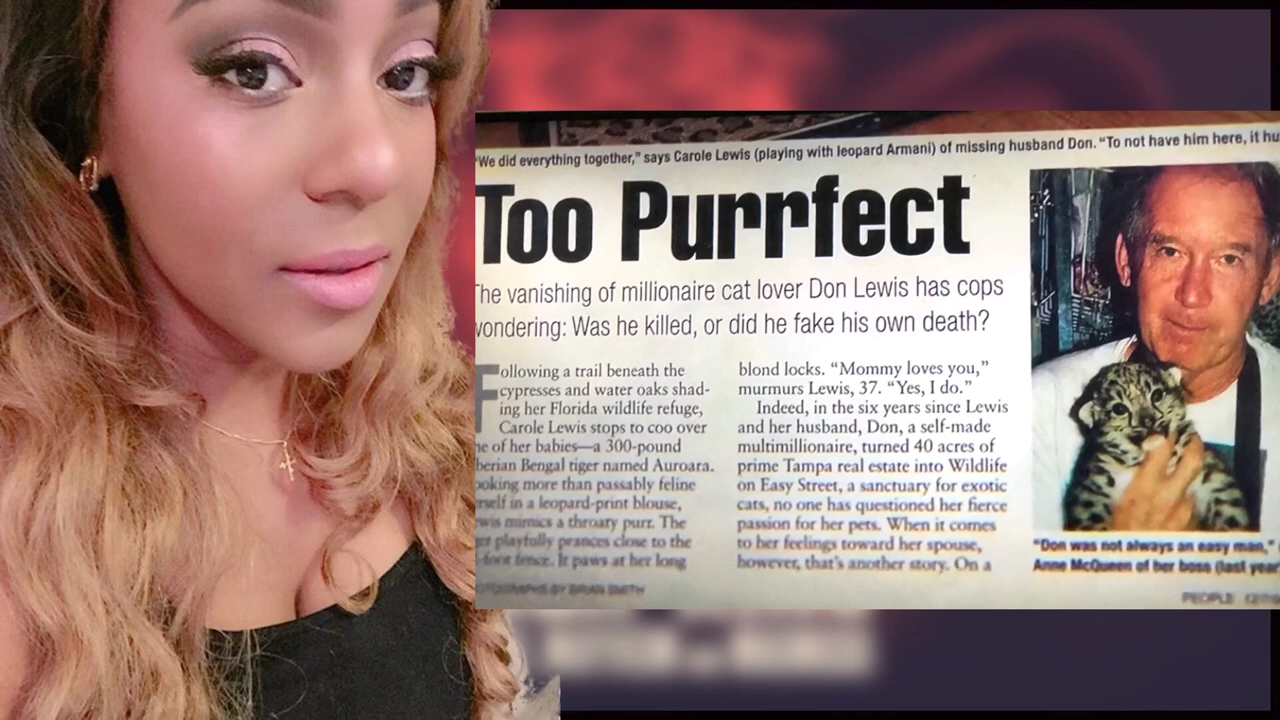 "We did everything together," says Carole Lewis (playing with leopard Armani) of missing husband Don. "To not have him here, it hu
Too Purrfect
The vanishing of millionaire cat lover Don Lewis has cops
wondering: Was he killed, or did he fake his own death?
Following a trail beneath the
cypresses and water oaks shad-
ing her Florida wildlife refuge,
Carole Lewis stops to coo over
ne of her babies—a 300-pound
berian Bengal tiger named Auroara.
ooking more than passably feline
rself in a leopard-print blouse,
wis mimics a throaty purr. The
ger playfully prances close to the
-foot fence. It paws at her long
blond locks. “Mommy loves you,”
murmurs Lewis, 37. “Yes, I do.”
Indeed, in the six years since Lewis
and her husband, Don, a self-made
multimillionaire, turned 40 acres of
prime Tampa real estate into Wildlife
on Easy Street, a sanctuary for exotic
cats, no one has questioned her fierce
passion for her pets. When it comes
to her feelings toward her spouse,
however, that's another story. On a
"Don was not always an easy man,"
Anne McQueen of her boss (last year
OTOGRAPHS BY BRIAN SMITH
PEOPLE